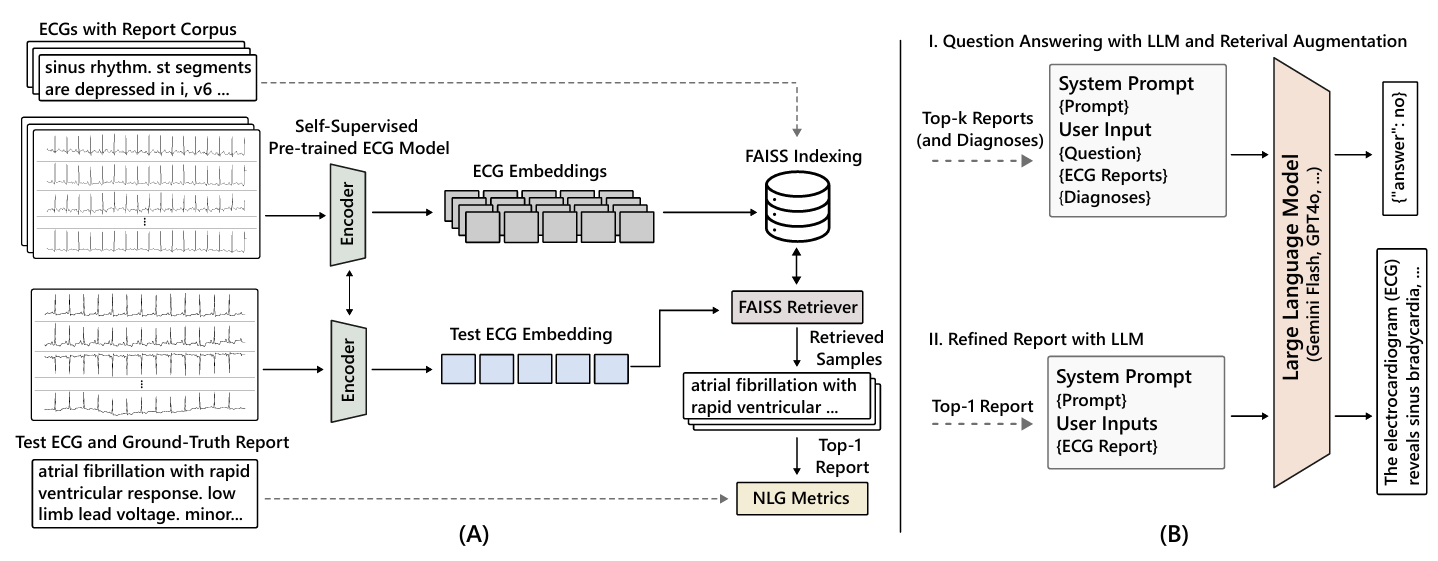 ECGs with Report Corpus
sinus rhythm. st segments
are depressed in i, v6 ...
Self-Supervised
Pre-trained ECG Model
Encoder
ECG Embeddings
FAISS Indexing
Encoder
Test ECG Embedding
FAISS Retriever
Retrieved
Samples
atrial fibrillation with
rapid ventricular ...
Top-1
Report
NLG Metrics
Test ECG and Ground-Truth Report
atrial fibrillation with rapid
ventricular response. low
limb lead voltage. minor...
(A)
I. Question Answering with LLM and Reterival Augmentation
Top-k Reports
(and Diagnoses)
System Prompt
{Prompt}
User Input
{Question}
{ECG Reports}
{Diagnoses}
Large Language Model
(Gemini Flash, GPT4o, ...)
{"answer": no}
II. Refined Report with LLM
Top-1 Report
System Prompt
{Prompt}
User Inputs
{ECG Report}
The electrocardiogram (ECG)
reveals sinus bradycardia, ...
(B)